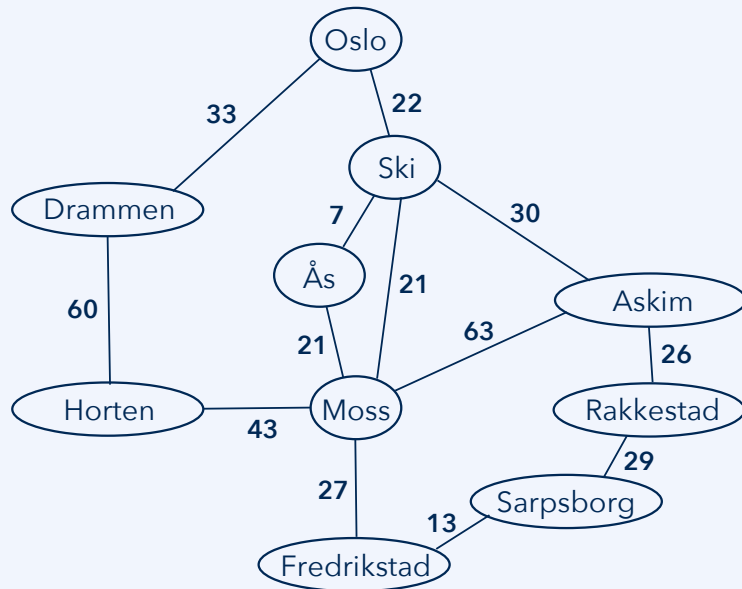 Oslo
33
22
Ski
Drammen
7
30
Ås
21
Askim
60
21
63
26
Horten
Moss
Rakkestad
43
29
27
Sarpsborg
13
Fredrikstad